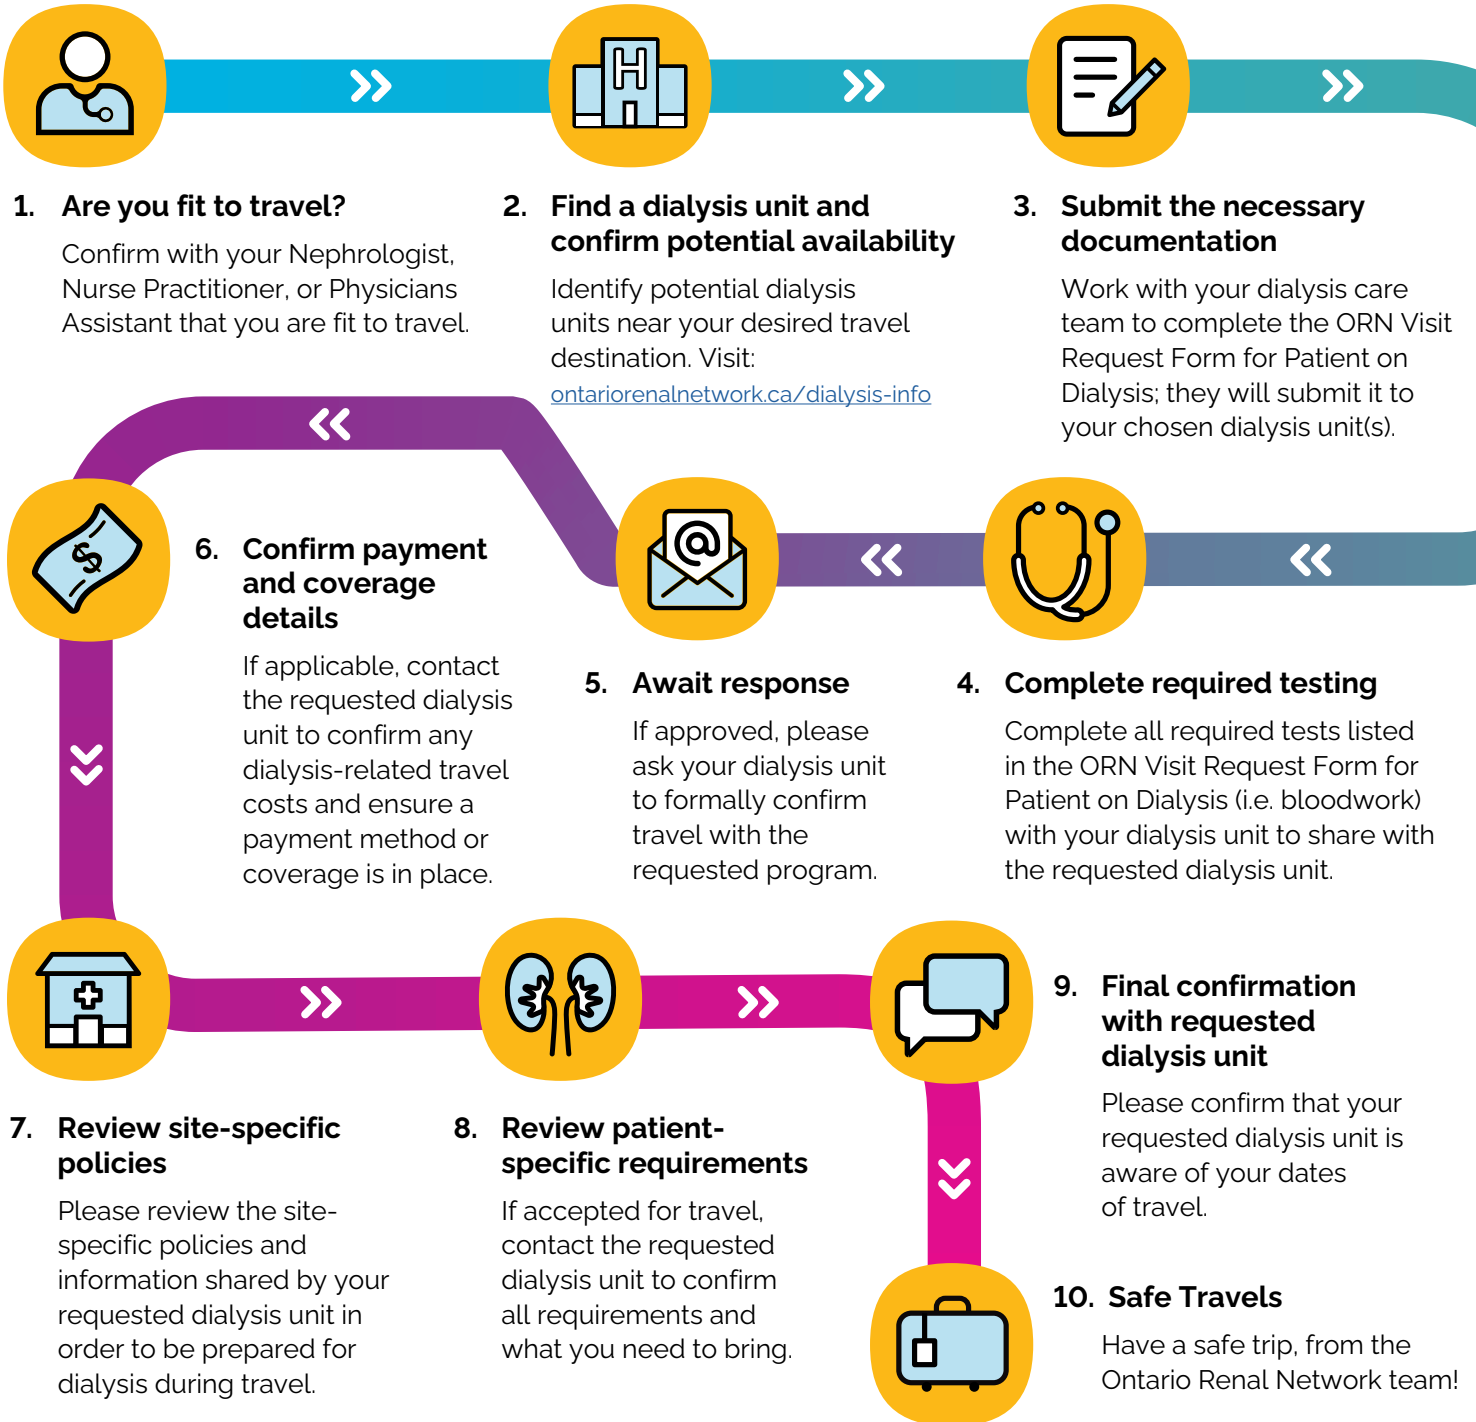 1. Are you fit to travel?
Confirm with your Nephrologist,
Nurse Practitioner, or Physicians
Assistant that you are fit to travel.
2. Find a dialysis unit and
confirm potential availability
Identify potential dialysis
units near your desired travel
destination. Visit:
ontariorenalnetwork.ca/dialysis-info
3. Submit the necessary
documentation
Work with your dialysis care
team to complete the ORN Visit
Request Form for Patient on
Dialysis; they will submit it to
your chosen dialysis unit(s).
4. Complete required testing
Complete all required tests listed
in the ORN Visit Request Form for
Patient on Dialysis (i.e. bloodwork)
with your dialysis unit to share with
the requested dialysis unit.
5. Await response
If approved, please
ask your dialysis unit
to formally confirm
travel with the
requested program.
6. Confirm payment
and coverage
details
If applicable, contact
the requested dialysis
unit to confirm any
dialysis-related travel
costs and ensure a
payment method or
coverage is in place.
7. Review site-specific
policies
Please review the site-
specific policies and
information shared by your
requested dialysis unit in
order to be prepared for
dialysis during travel.
8. Review patient-
specific requirements
If accepted for travel,
contact the requested
dialysis unit to confirm
all requirements and
what you need to bring.
9. Final confirmation
with requested
dialysis unit
Please confirm that your
requested dialysis unit is
aware of your dates
of travel.
10. Safe Travels
Have a safe trip, from the
Ontario Renal Network team!